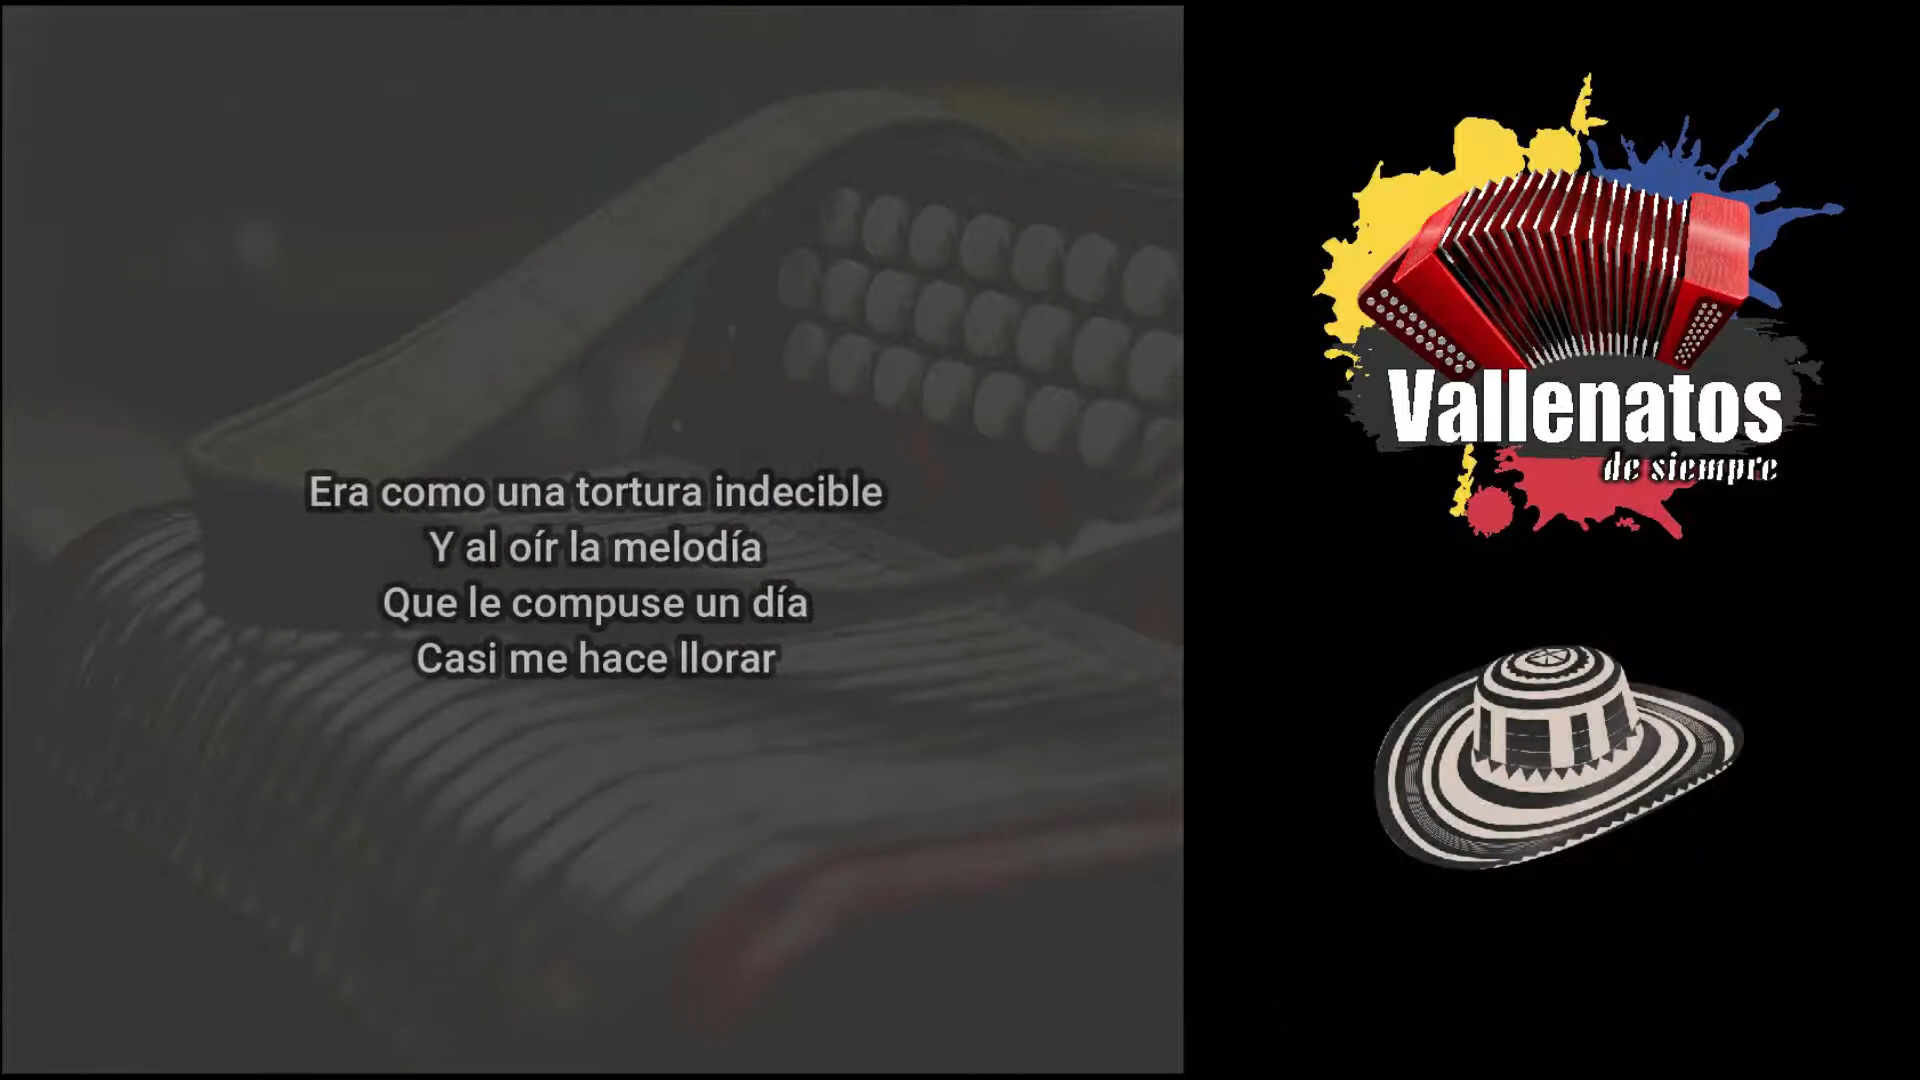 Era como una tortura indecible
Y al oír la melodía
Que le compuse un día
Casi me hace llorar
Vallenatos
de siempre